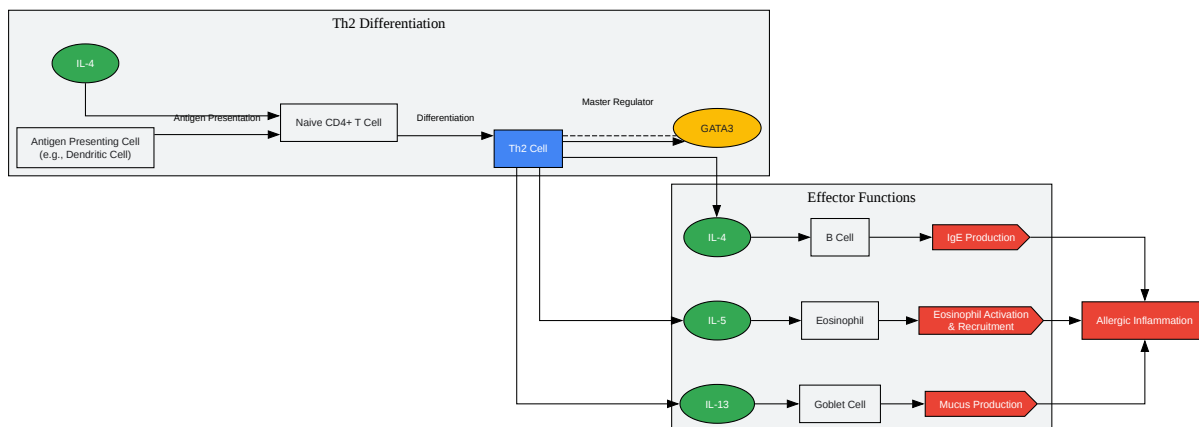 Th2 Differentiation
IL-4
Master Regulator
Antigen Presentation
Differentiation
Naive CD4+ T Cell
GATA3
Antigen Presenting Cell
(e.g., Dendritic Cell)
Th2 Cell
Effector Functions
IL-4
B Cell
IgE Production
IL-5
Eosinophil
Eosinophil Activation
& Recruitment
Allergic Inflammation
IL-13
Goblet Cell
Mucus Production